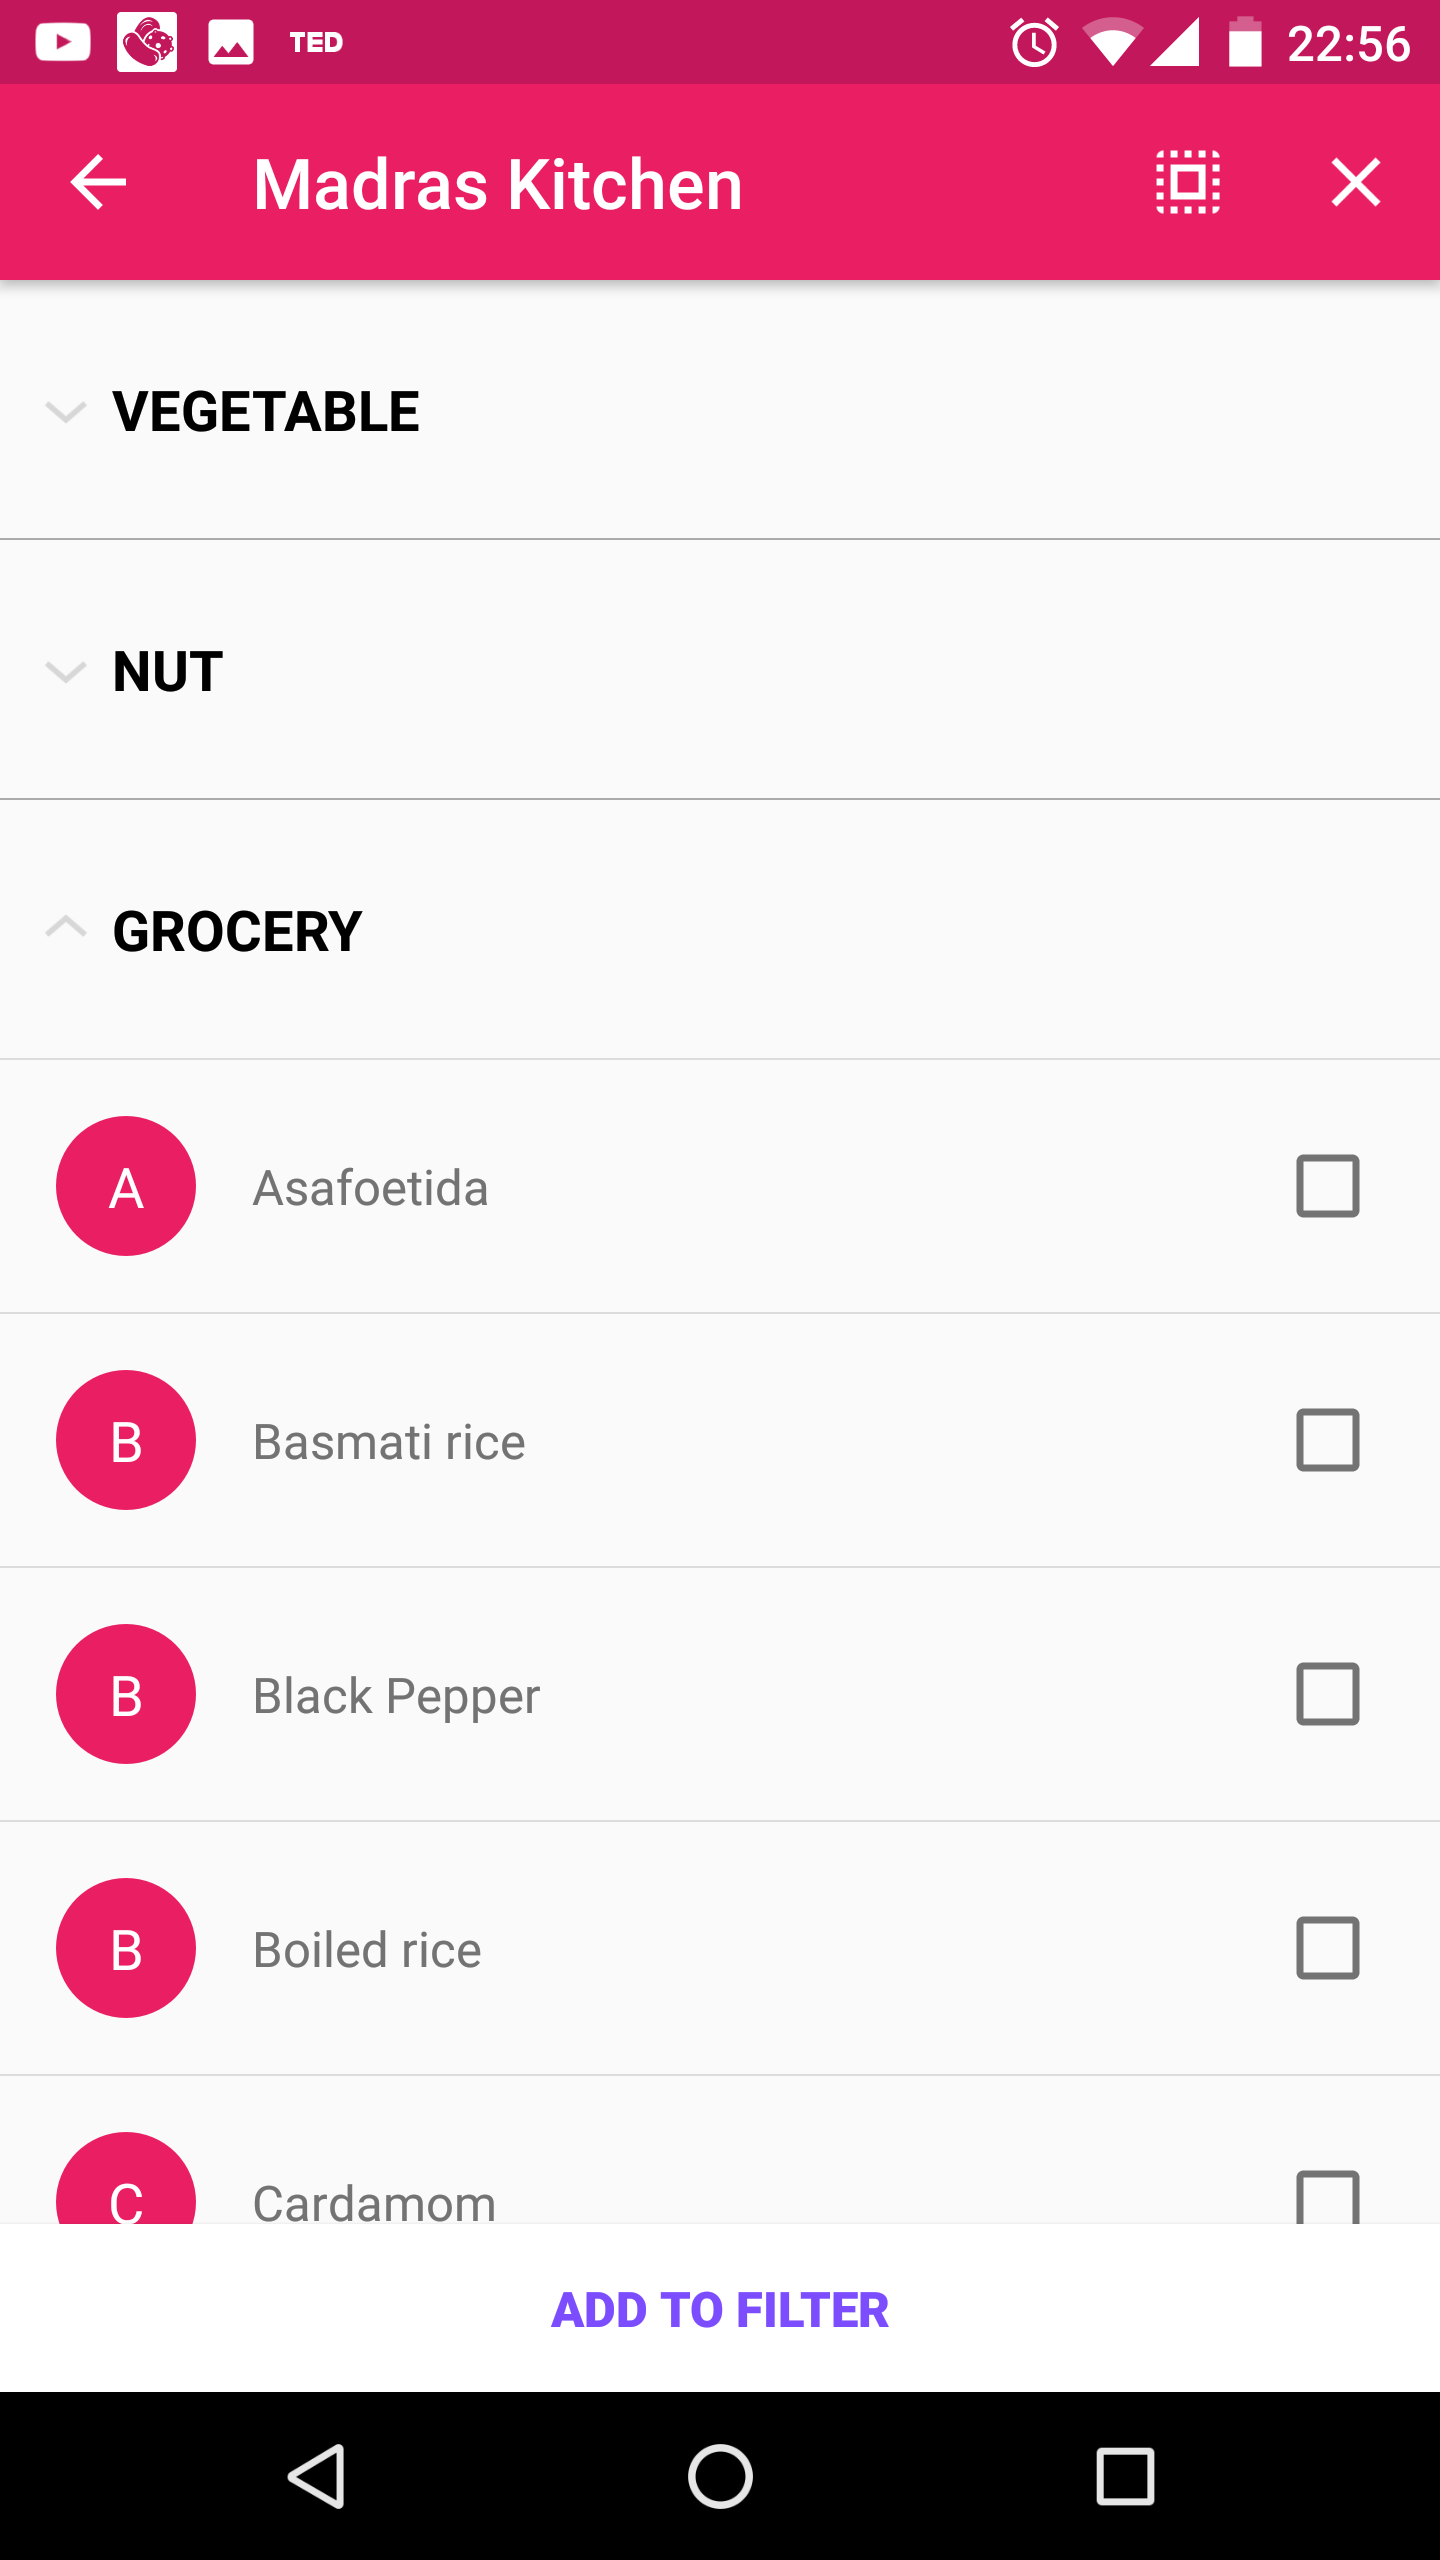 TED
22:56
Madras Kitchen
VEGETABLE
NUT
GROCERY
A Asafoetida
B Basmati rice
B Black Pepper
B Boiled rice
C Cardamom
ADD TO FILTER